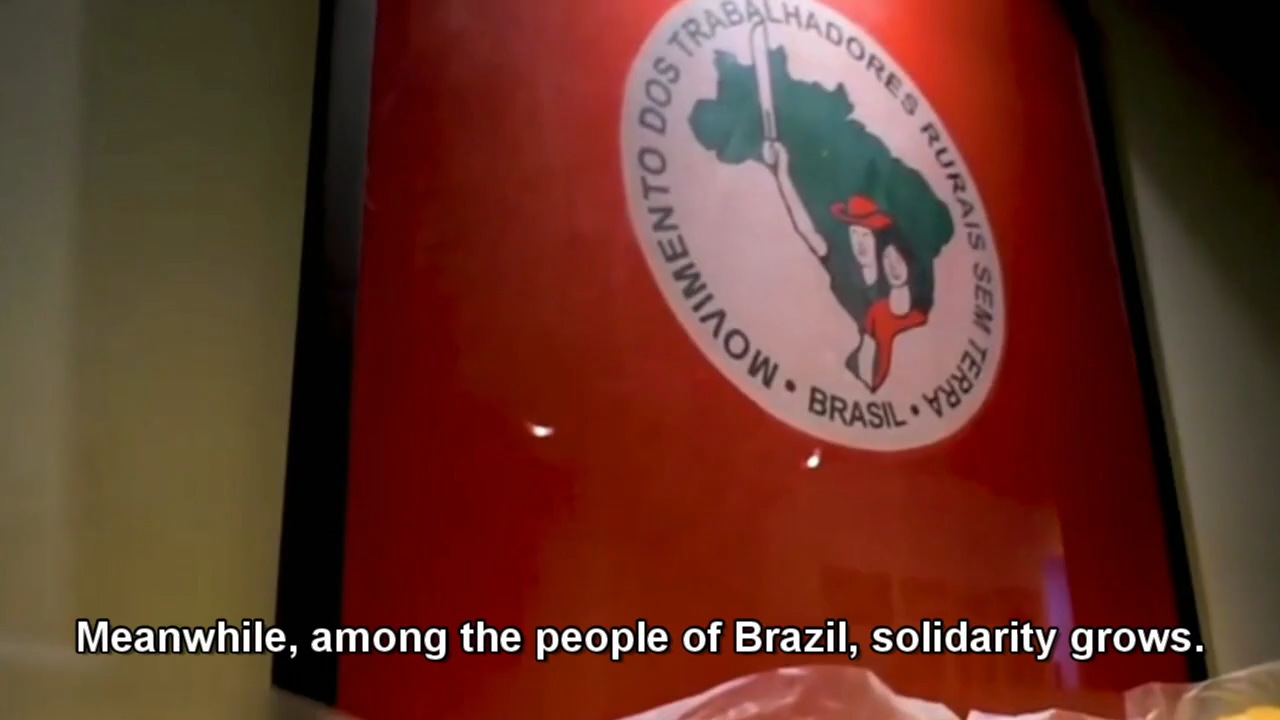 MOVIMENTO DOS TRABALHADORES RURAIS SEM TERRA
• BRASIL •
Meanwhile, among the people of Brazil, solidarity grows.